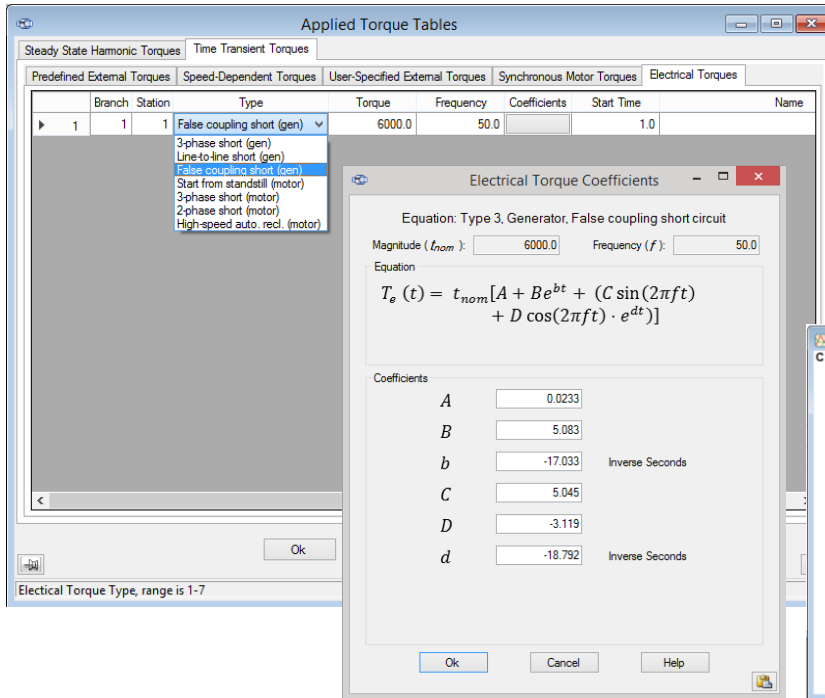 Applied Torque Tables
Steady State Harmonic Torques Time Transient Torques
Predefined External Torques Speed-Dependent Torques User-Specified External Torques Synchronous Motor Torques Electrical Torques
Branch Station Type Torque Frequency Coefficients Start Time Name
1 1 1 False coupling short (gen) 6000.0 50.0 1.0
3-phase short (gen)
Line-to-line short (gen)
False coupling short (gen)
Start from standstill (motor)
3-phase short (motor)
2-phase short (motor)
High-speed auto. recl. (motor)
Ok
Electical Torque Type, range is 1-7
Electrical Torque Coefficients
Equation: Type 3, Generator, False coupling short circuit
Magnitude ( t_nom ): 6000.0 Frequency (f): 50.0
Equation
T_e (t) = t_nom[A + Be^{bt} + (C sin(2πft)
+ D cos(2πft) · e^{dt})]
Coefficients
A 0.0233
B 5.083
b -17.033 Inverse Seconds
C 5.045
D -3.119
d -18.792 Inverse Seconds
Ok Cancel Help
C